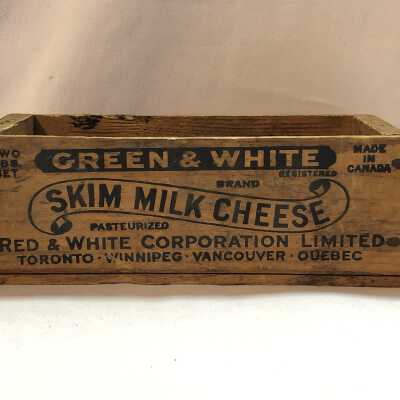 GREEN & WHITE
BRAND REGISTERED
MADE
IN
CANADA
SKIM MILK CHEESE
PASTEURIZED
RED & WHITE CORPORATION LIMITED
TORONTO · WINNIPEG · VANCOUVER · QUEBEC